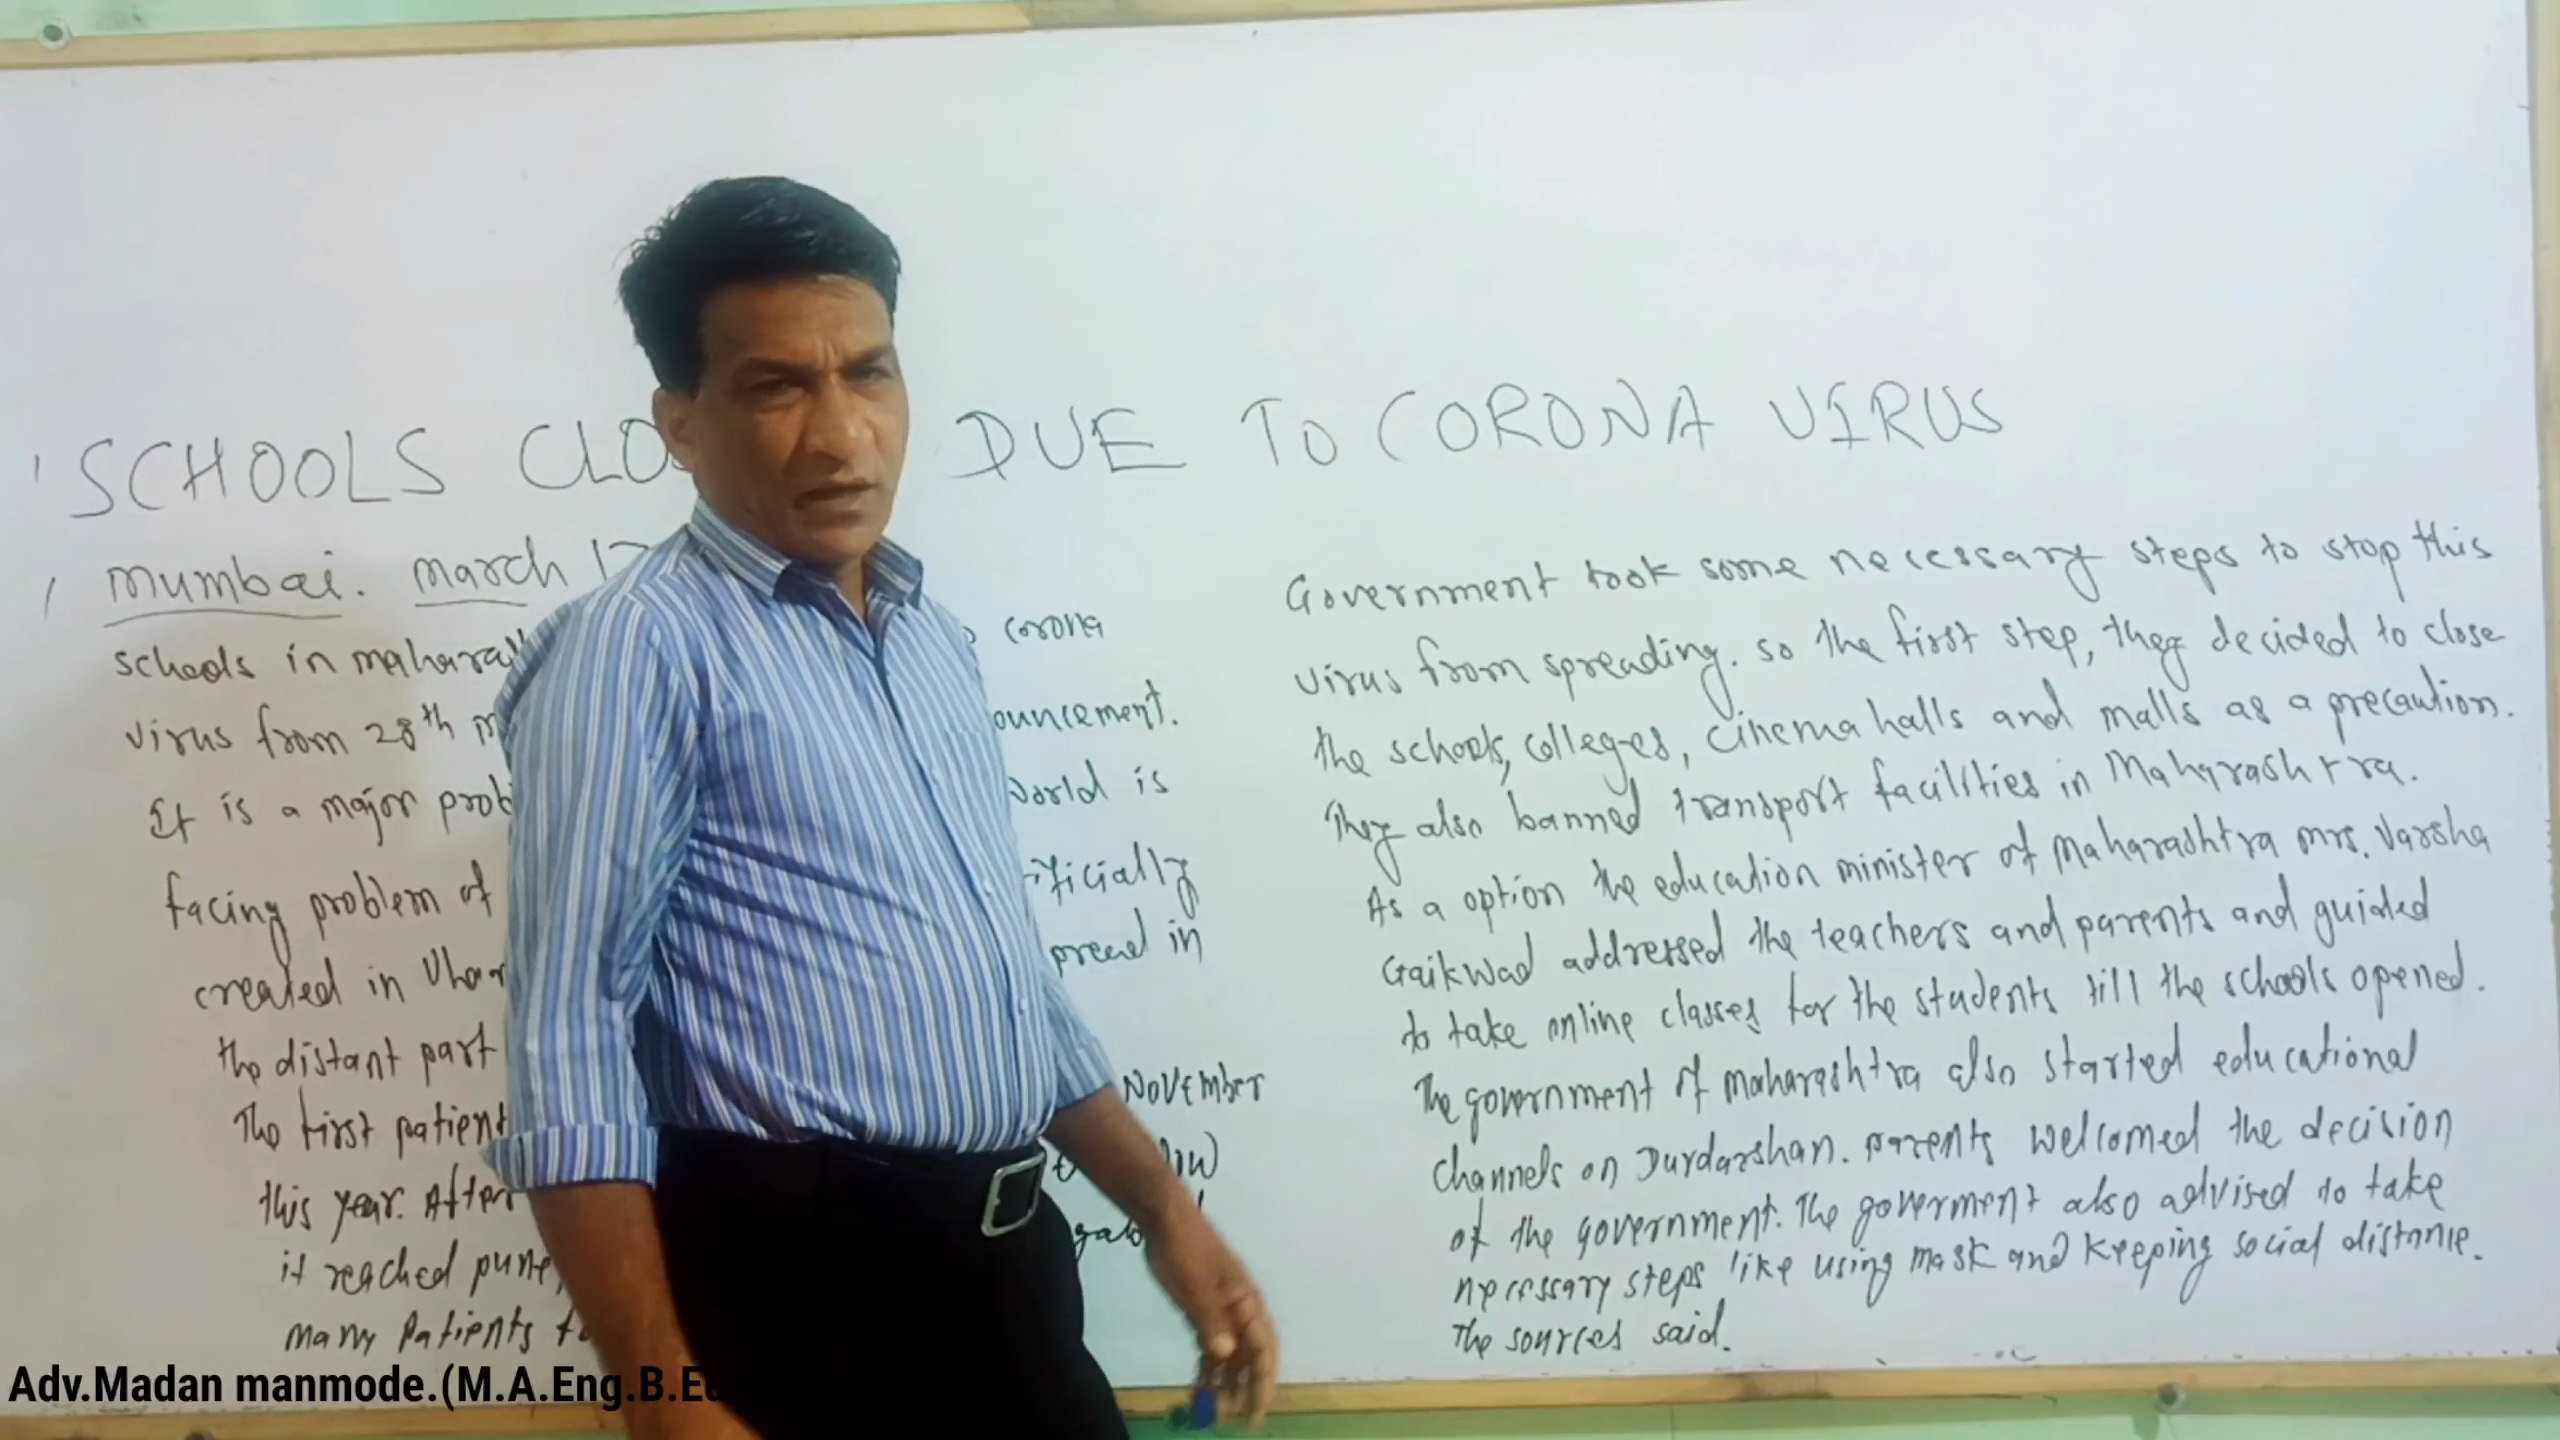 SCHOOLS CLO DUE TO CORONA VIRUS
Mumbai. March 17
schools in mahara corona
virus from 28th m ouncement.
It is a major prob world is
facing problem of ificially
created in Uha pread in
the distant part
The first patient November
this year. After
it reached pune, gab
many patients
Government took some necessary steps to stop this
virus from spreading. so the first step, they decided to close
the schools, colleges, cinema halls and malls as a precaution.
They also banned transport facilities in Maharashtra.
As a option the education minister of Maharashtra mrs. Varsha
Gaikwad addressed the teachers and parents and guided
to take online classes for the students till the schools opened.
The government of maharashtra also started educational
channels on Durdarshan. parents welcomed the decision
of the government. The goverment also advised to take
necessary steps like using mask and keeping social distance.
The sources said.
Adv.Madan manmode.(M.A.Eng.B.Ed